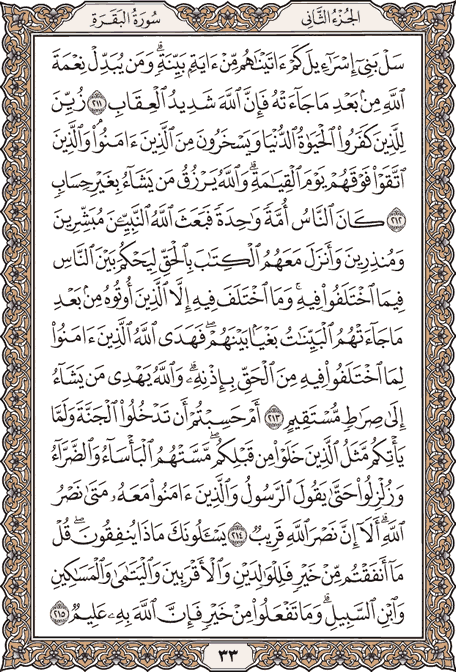 الجزء الثاني
سورة البقرة
سَلْ بَنِىٓ إِسْرَٰٓءِيلَ كَمْ ءَاتَيْنَٰهُم مِّنْ ءَايَةٍۭ بَيِّنَةٍۗ وَمَن يُبَدِّلْ نِعْمَةَ
ٱللَّهِ مِنۢ بَعْدِ مَا جَآءَتْهُ فَإِنَّ ٱللَّهَ شَدِيدُ ٱلْعِقَابِ ٢١١ زُيِّنَ
لِلَّذِينَ كَفَرُوا۟ ٱلْحَيَوٰةُ ٱلدُّنْيَا وَيَسْخَرُونَ مِنَ ٱلَّذِينَ ءَامَنُوا۟ۘ وَٱلَّذِينَ
ٱتَّقَوْا۟ فَوْقَهُمْ يَوْمَ ٱلْقِيَٰمَةِۗ وَٱللَّهُ يَرْزُقُ مَن يَشَآءُ بِغَيْرِ حِسَابٍ
٢١٢ كَانَ ٱلنَّاسُ أُمَّةً وَٰحِدَةً فَبَعَثَ ٱللَّهُ ٱلنَّبِيِّـۧنَ مُبَشِّرِينَ
وَمُنذِرِينَ وَأَنزَلَ مَعَهُمُ ٱلْكِتَٰبَ بِٱلْحَقِّ لِيَحْكُمَ بَيْنَ ٱلنَّاسِ
فِيمَا ٱخْتَلَفُوا۟ فِيهِۚ وَمَا ٱخْتَلَفَ فِيهِ إِلَّا ٱلَّذِينَ أُوتُوهُ مِنۢ بَعْدِ
مَا جَآءَتْهُمُ ٱلْبَيِّنَٰتُ بَغْيًۢا بَيْنَهُمْۖ فَهَدَى ٱللَّهُ ٱلَّذِينَ ءَامَنُوا۟
لِمَا ٱخْتَلَفُوا۟ فِيهِ مِنَ ٱلْحَقِّ بِإِذْنِهِۦۗ وَٱللَّهُ يَهْدِى مَن يَشَآءُ
إِلَىٰ صِرَٰطٍ مُّسْتَقِيمٍ ٢١٣ أَمْ حَسِبْتُمْ أَن تَدْخُلُوا۟ ٱلْجَنَّةَ وَلَمَّا
يَأْتِكُم مَّثَلُ ٱلَّذِينَ خَلَوْا۟ مِن قَبْلِكُمۖ مَّسَّتْهُمُ ٱلْبَأْسَآءُ وَٱلضَّرَّآءُ
وَزُلْزِلُوا۟ حَتَّىٰ يَقُولَ ٱلرَّسُولُ وَٱلَّذِينَ ءَامَنُوا۟ مَعَهُۥ مَتَىٰ نَصْرُ
ٱللَّهِۗ أَلَآ إِنَّ نَصْرَ ٱللَّهِ قَرِيبٌ ٢١٤ يَسْـَٔلُونَكَ مَاذَا يُنفِقُونَۖ قُلْ
مَآ أَنفَقْتُم مِّنْ خَيْرٍ فَلِلْوَٰلِدَيْنِ وَٱلْأَقْرَبِينَ وَٱلْيَتَٰمَىٰ وَٱلْمَسَٰكِينِ
وَٱبْنِ ٱلسَّبِيلِۗ وَمَا تَفْعَلُوا۟ مِنْ خَيْرٍ فَإِنَّ ٱللَّهَ بِهِۦ عَلِيمٌ ٢١٥
٣٣